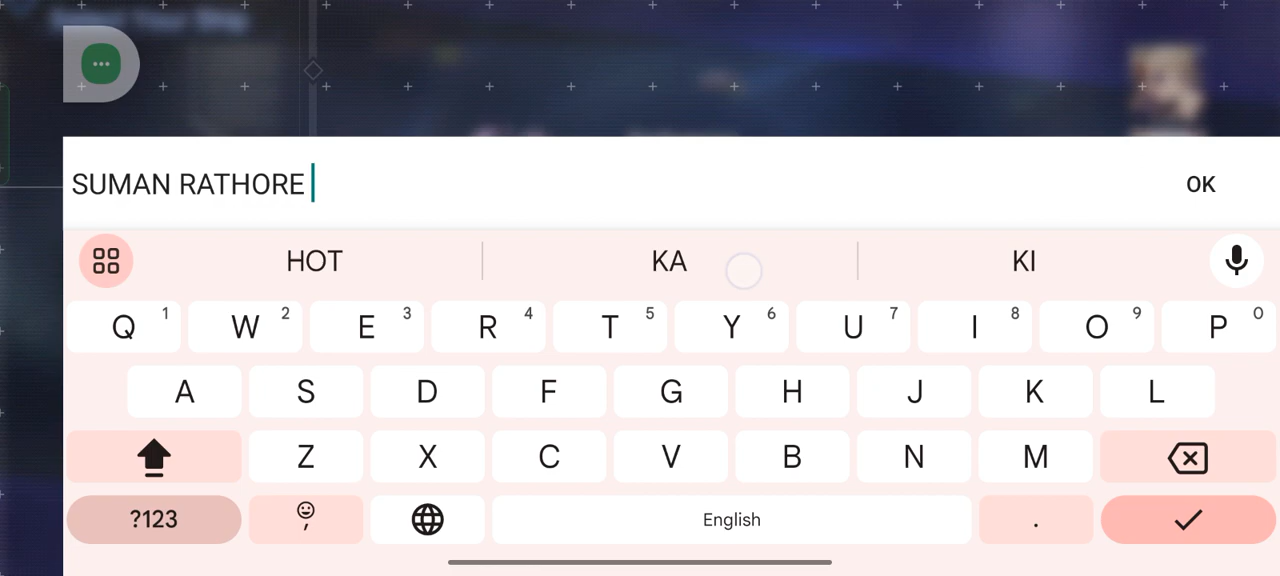 SUMAN RATHORE
OK
HOT KA KI
Q 1 W 2 E 3 R 4 T 5 Y 6 U 7 I 8 O 9 P 0
A S D F G H J K L
Z X C V B N M
?123 , English .